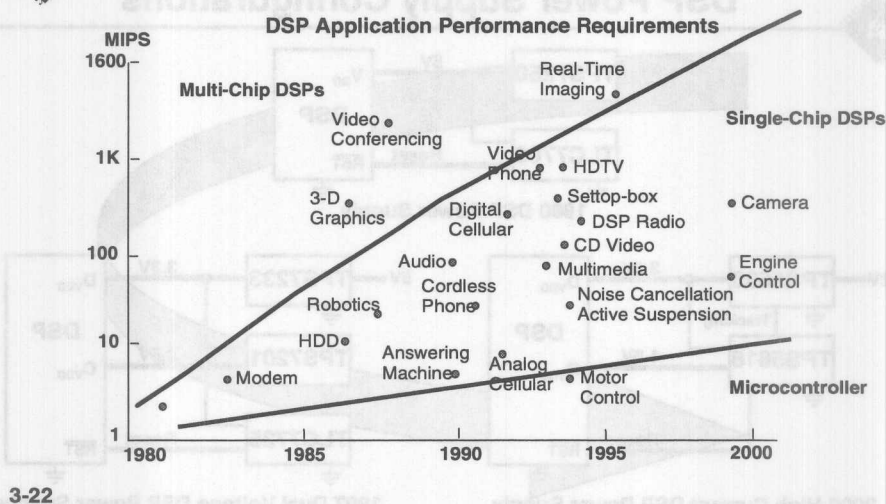 DSP Application Performance Requirements
MIPS
1600
Real-Time
Imaging
Multi-Chip DSPs
Video
Conferencing
Single-Chip DSPs
1K
Video
Phone
HDTV
3-D
Graphics
Settop-box
Digital
Cellular
DSP Radio
Camera
CD Video
100
Audio
Multimedia
Engine
Control
Cordless
Phone
Noise Cancellation
Active Suspension
Robotics
HDD
10
Answering
Machine
Analog
Cellular
Modem
Motor
Control
Microcontroller
1
1980
1985
1990
1995
2000
3-22